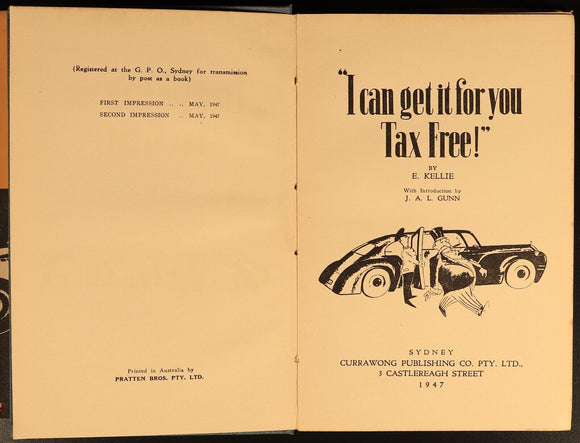 (Registered at the G. P. O., Sydney for transmission
by post as a book)
FIRST IMPRESSION .. .. MAY, 1947
SECOND IMPRESSION .. MAY, 1947
Printed in Australia by
PRATTEN BROS. PTY. LTD.
"I can get it for you
Tax Free!"
BY
E. KELLIE
With Introduction by
J. A. L. GUNN
SYDNEY
CURRAWONG PUBLISHING CO. PTY. LTD.,
3 CASTLEREAGH STREET
1947